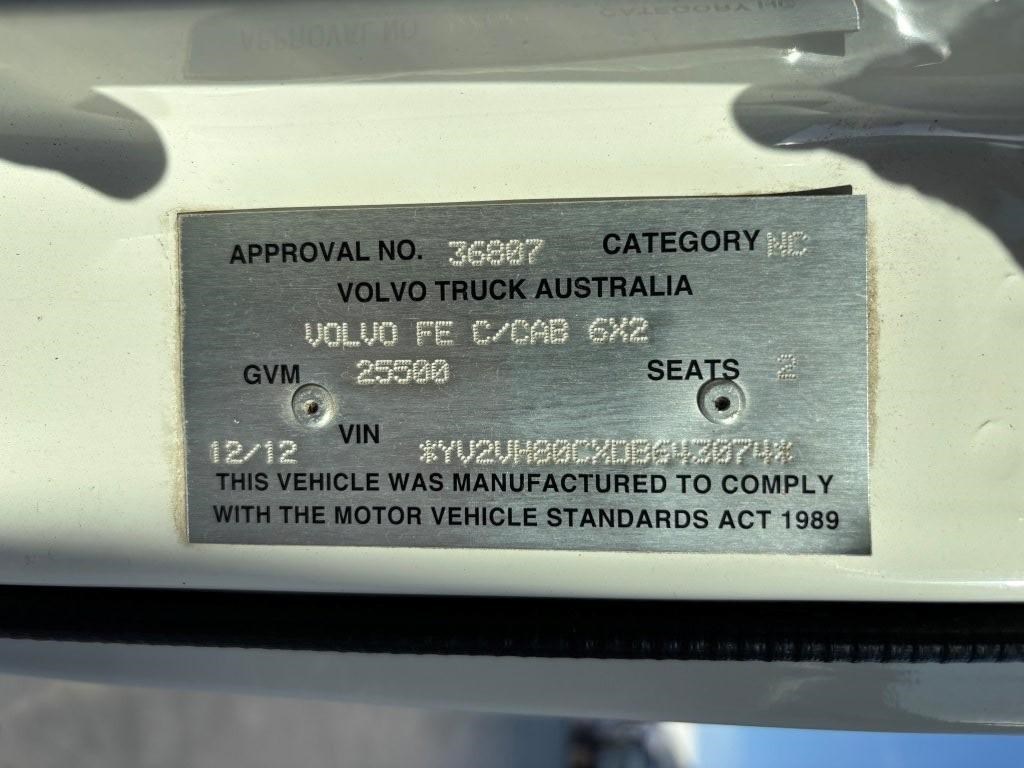 APPROVAL NO. 36807 CATEGORY NC
VOLVO TRUCK AUSTRALIA
VOLVO FE C/CAB 6X2
GVM 25500 SEATS 2
VIN
12/12 *YV2VH80CXDB643074*
THIS VEHICLE WAS MANUFACTURED TO COMPLY
WITH THE MOTOR VEHICLE STANDARDS ACT 1989